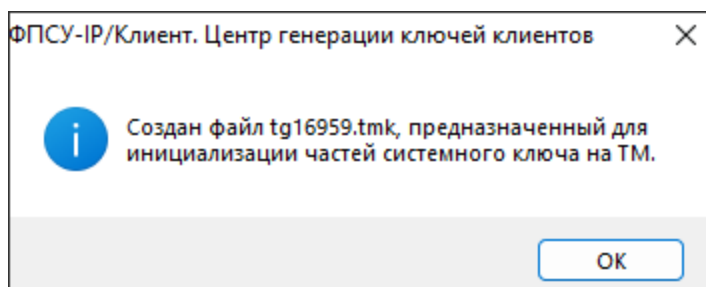 ФПСУ-IP/Клиент. Центр генерации ключей клиентов
Создан файл tg16959.tmk, предназначенный для
инициализации частей системного ключа на ТМ.
ОК